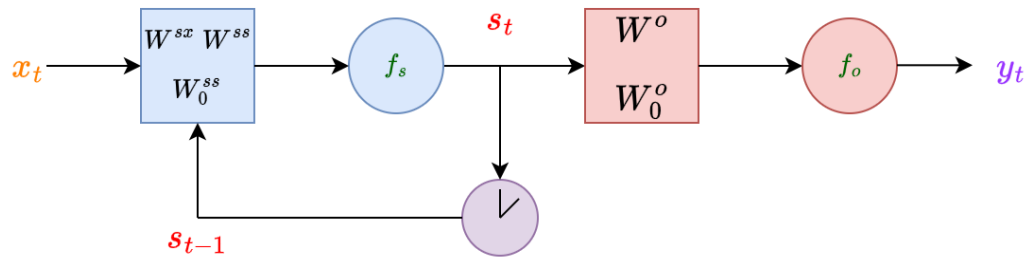 x_t
W^{sx} W^{ss}
W_0^{ss}
f_s
s_t
W^o
W_0^o
f_o
y_t
s_{t-1}